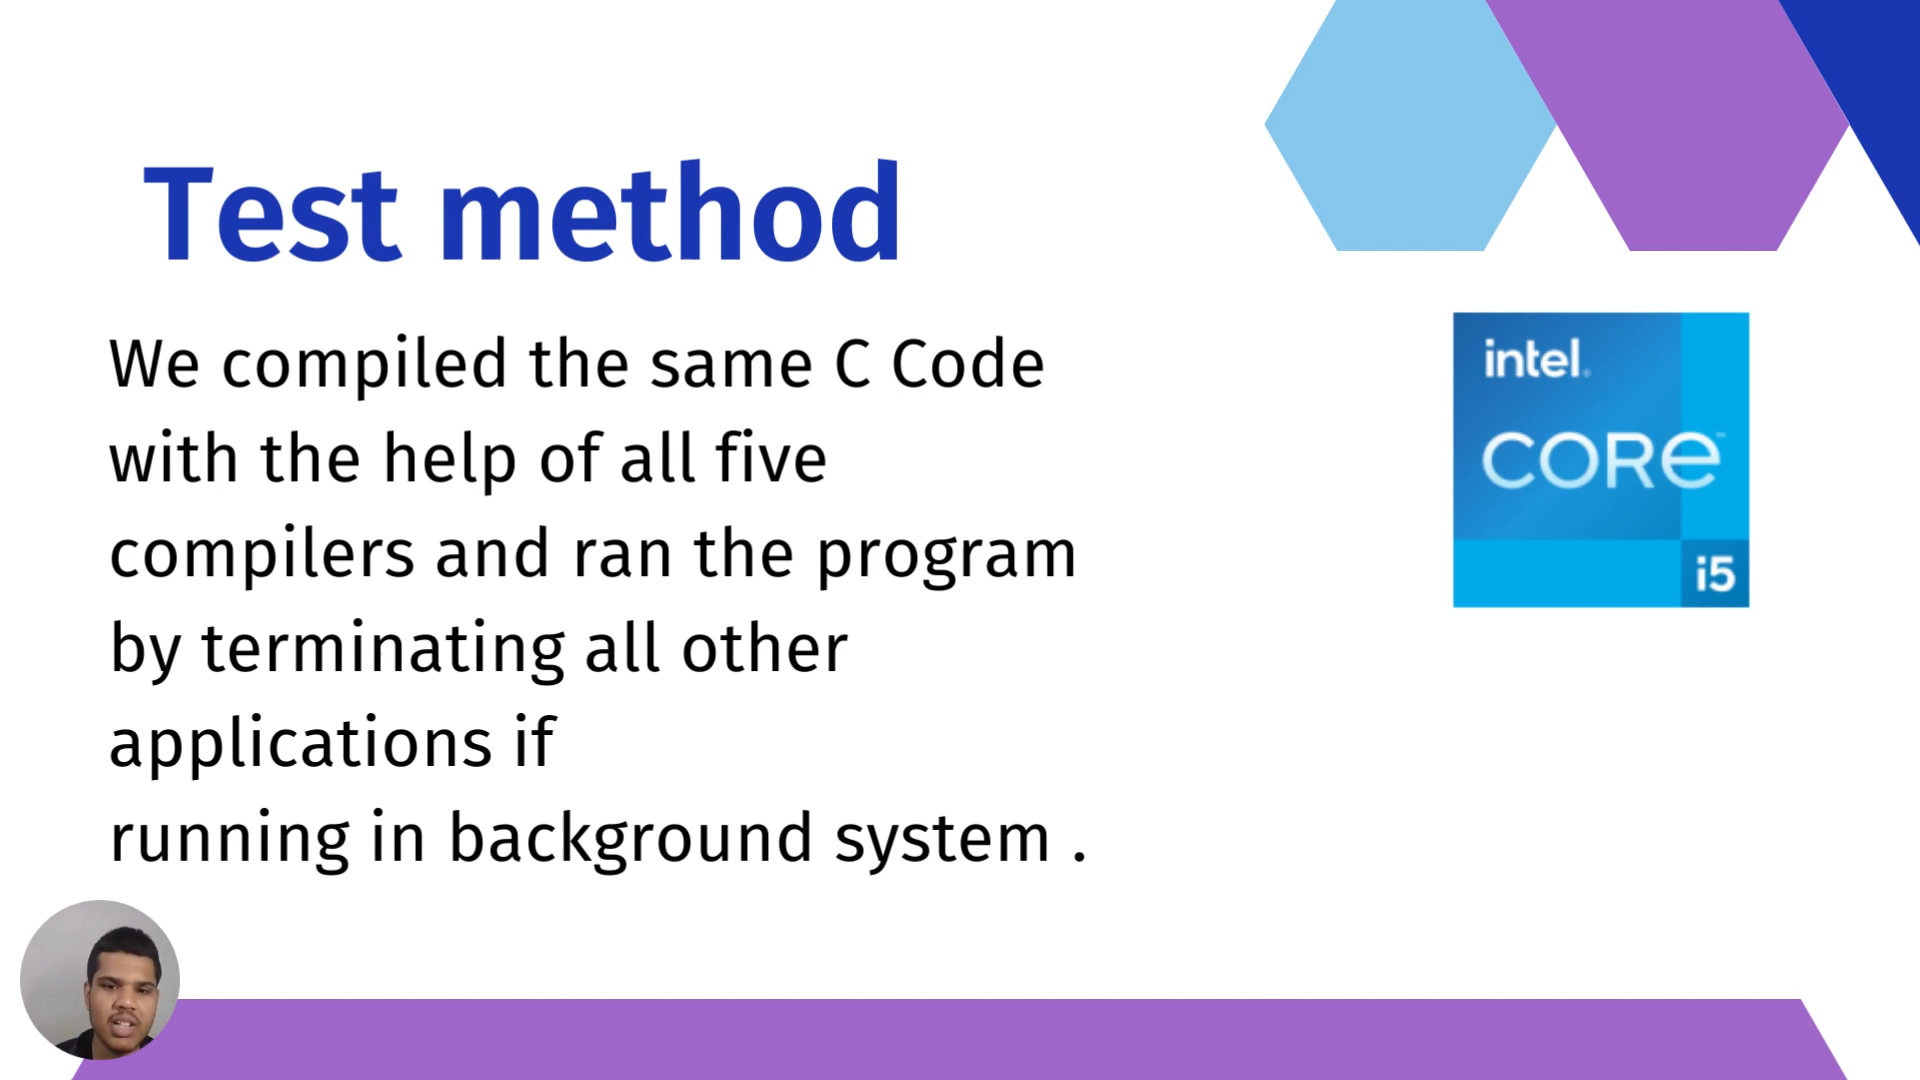 Test method
We compiled the same C Code
with the help of all five
compilers and ran the program
by terminating all other
applications if
running in background system .
intel.
CORE™
i5